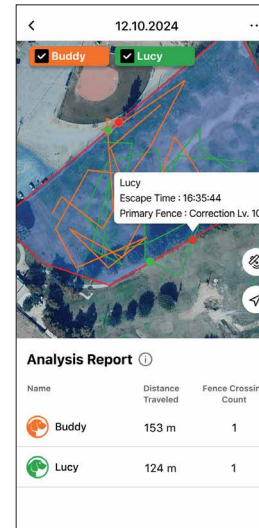 12.10.2024
Buddy
Lucy
Lucy
Escape Time : 16:35:44
Primary Fence : Correction Lv. 10
Analysis Report
Name
Distance
Traveled
Fence Crossin
Count
Buddy
153 m
1
Lucy
124 m
1